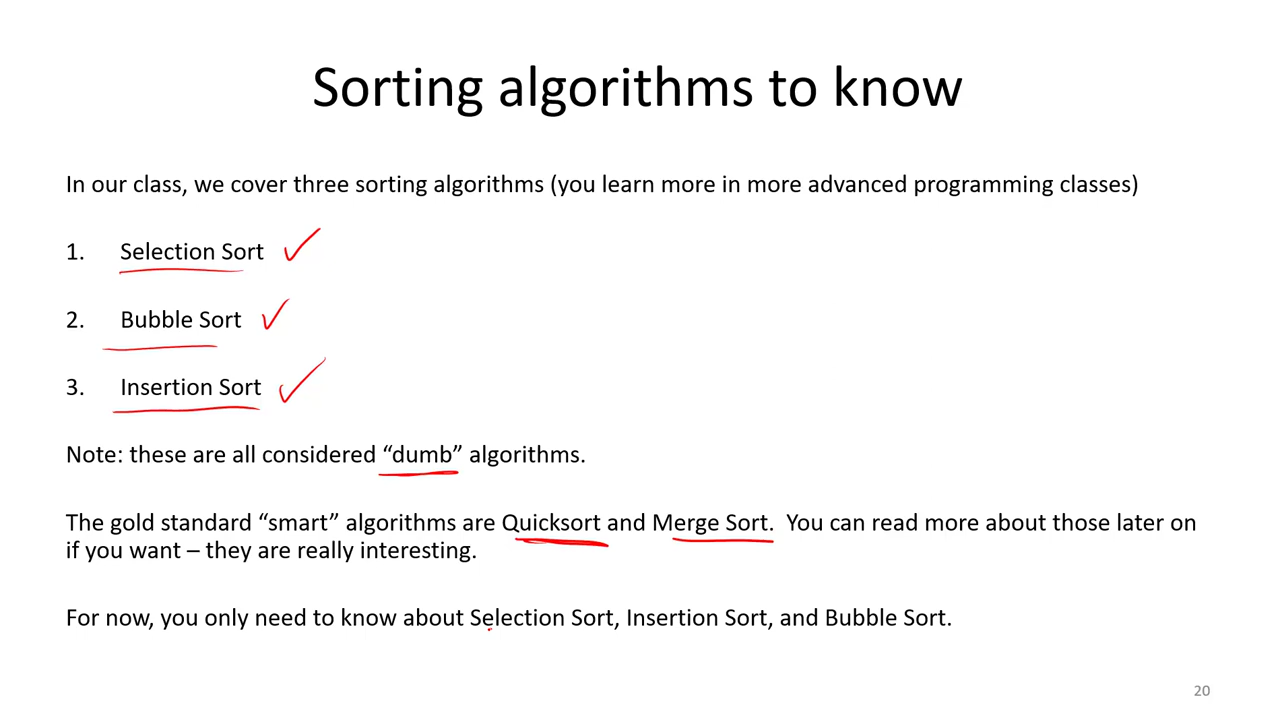 Sorting algorithms to know
In our class, we cover three sorting algorithms (you learn more in more advanced programming classes)
1. Selection Sort
2. Bubble Sort
3. Insertion Sort
Note: these are all considered “dumb” algorithms.
The gold standard “smart” algorithms are Quicksort and Merge Sort. You can read more about those later on
if you want – they are really interesting.
For now, you only need to know about Selection Sort, Insertion Sort, and Bubble Sort.
20